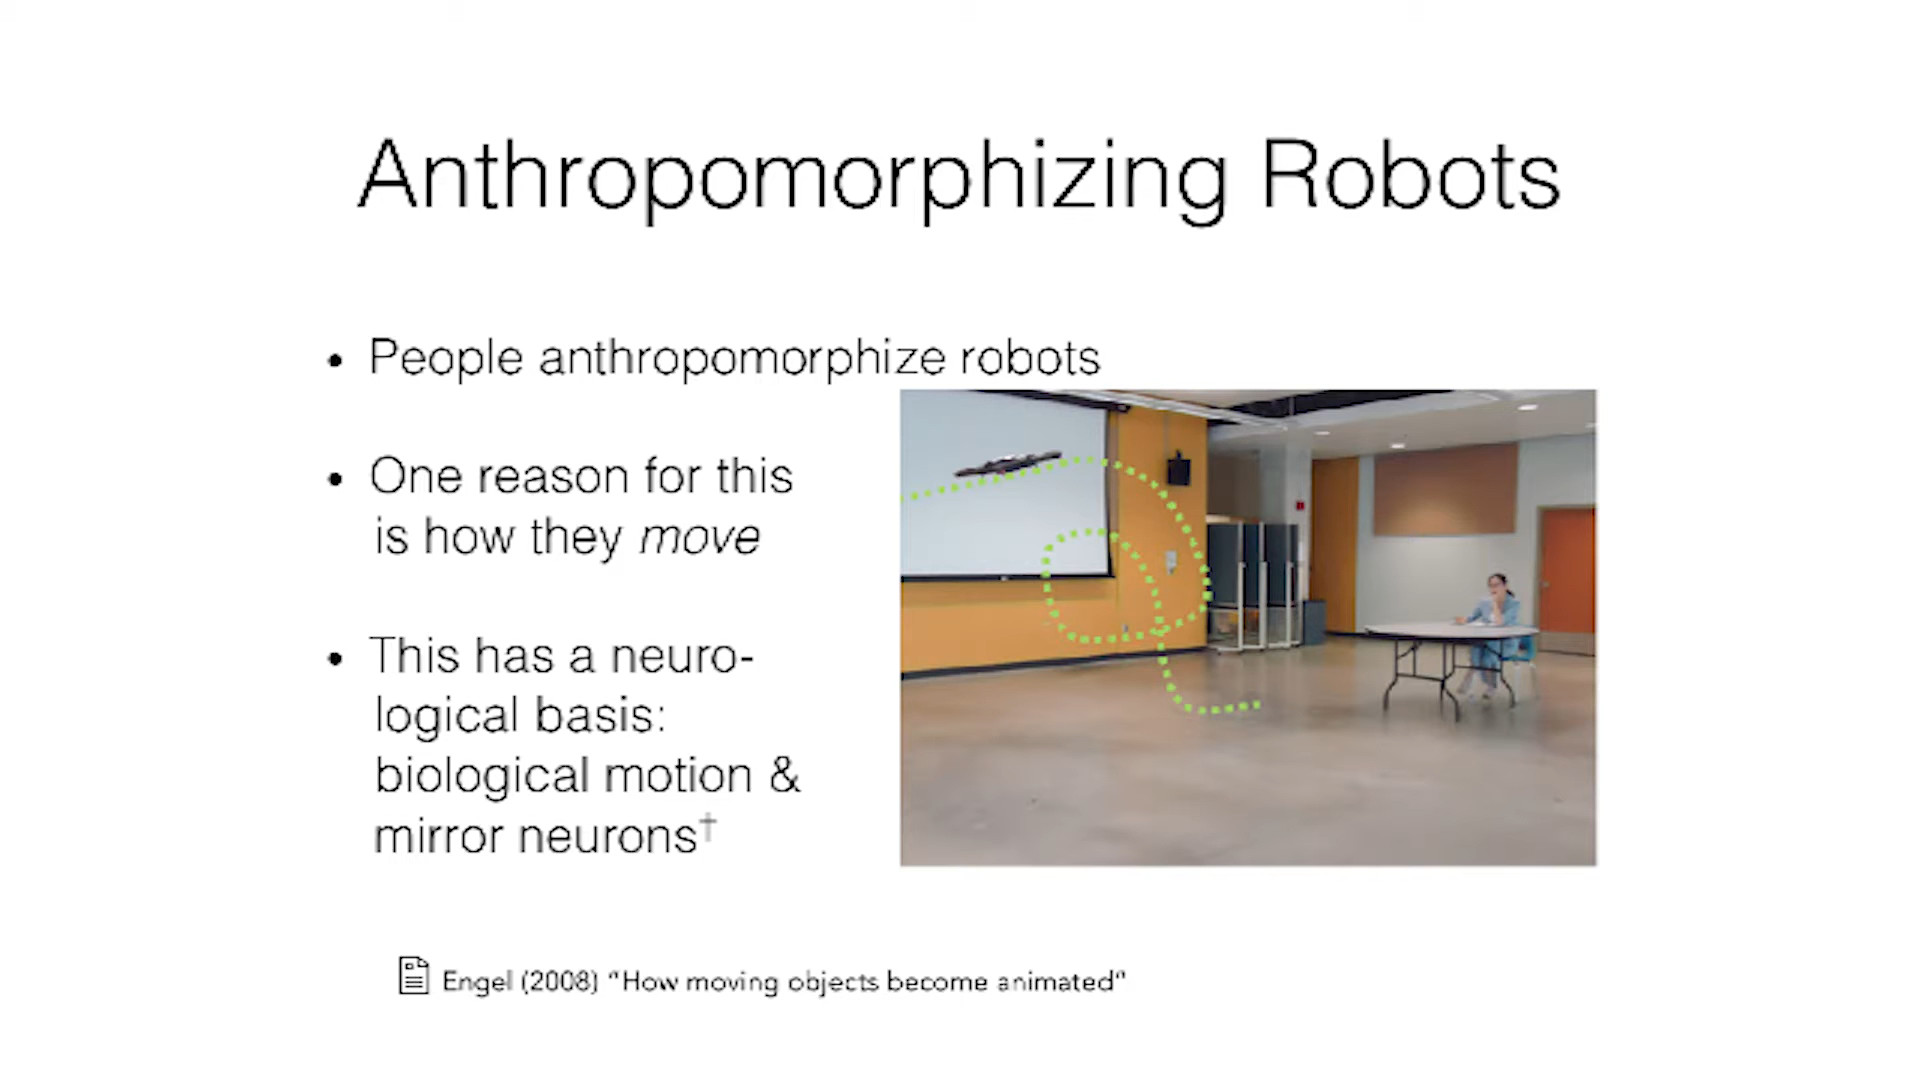 Anthropomorphizing Robots
• People anthropomorphize robots
• One reason for this
is how they move
• This has a neuro-
logical basis:
biological motion &
mirror neurons†
Engel (2008) “How moving objects become animated”